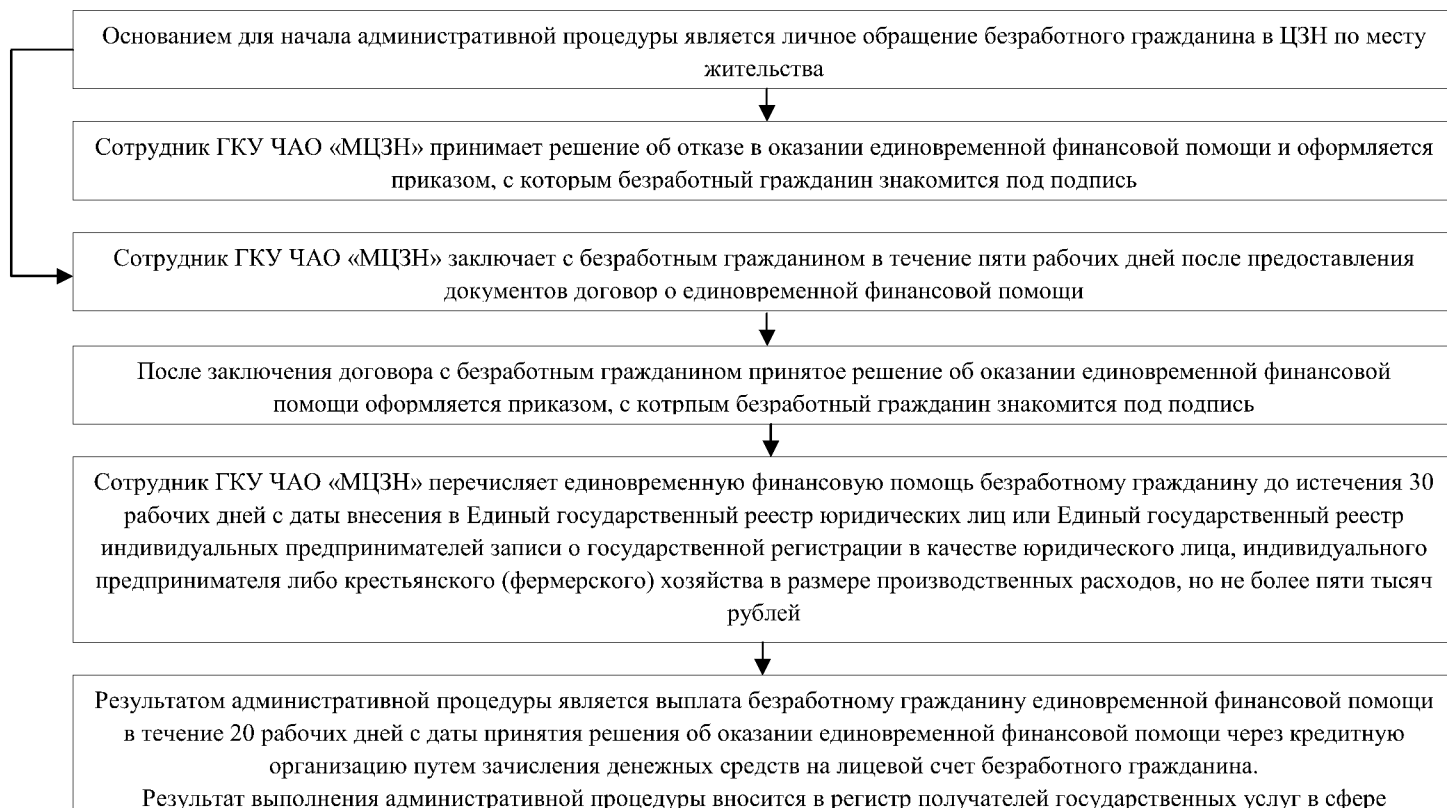 Основанием для начала административной процедуры является личное обращение безработного гражданина в ЦЗН по месту
жительства
Сотрудник ГКУ ЧАО «МЦЗН» принимает решение об отказе в оказании единовременной финансовой помощи и оформляется
приказом, с которым безработный гражданин знакомится под подпись
Сотрудник ГКУ ЧАО «МЦЗН» заключает с безработным гражданином в течение пяти рабочих дней после предоставления
документов договор о единовременной финансовой помощи
После заключения договора с безработным гражданином принятое решение об оказании единовременной финансовой
помощи оформляется приказом, с котрпым безработный гражданин знакомится под подпись
Сотрудник ГКУ ЧАО «МЦЗН» перечисляет единовременную финансовую помощь безработному гражданину до истечения 30
рабочих дней с даты внесения в Единый государственный реестр юридических лиц или Единый государственный реестр
индивидуальных предпринимателей записи о государственной регистрации в качестве юридического лица, индивидуального
предпринимателя либо крестьянского (фермерского) хозяйства в размере производственных расходов, но не более пяти тысяч
рублей
Результатом административной процедуры является выплата безработному гражданину единовременной финансовой помощи
в течение 20 рабочих дней с даты принятия решения об оказании единовременной финансовой помощи через кредитную
организацию путем зачисления денежных средств на лицевой счет безработного гражданина.
Результат выполнения административной процедуры вносится в регистр получателей государственных услуг в сфере